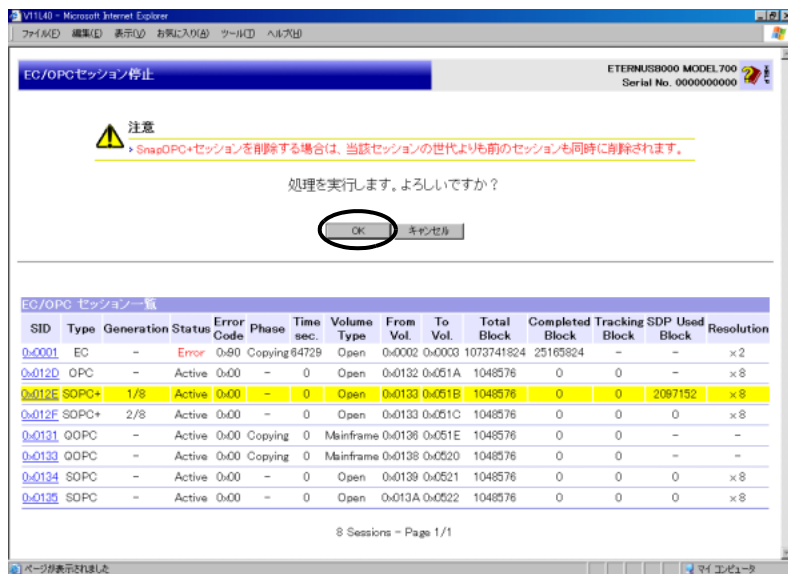 V11L40 - Microsoft Internet Explorer
ファイル(F) 編集(E) 表示(V) お気に入り(A) ツール(T) ヘルプ(H)
EC/OPCセッション停止
ETERNUS8000 MODEL700
Serial No. 0000000000
注意
SnapOPC+セッションを削除する場合は、当該セッションの世代よりも前のセッションも同時に削除されます。
処理を実行します。よろしいですか？
OK キャンセル
EC/OPC セッション一覧
SID Type Generation Status Error Code Phase Time sec. Volume Type From Vol. To Vol. Total Block Completed Block Tracking Block SDP Used Block Resolution
0x0001 EC - Error 0x90 Copying 64729 Open 0x0002 0x0003 1073741824 25165824 - - ×2
0x012D OPC - Active 0x00 - 0 Open 0x0132 0x051A 1048576 0 0 - ×8
0x012E SOPC+ 1/8 Active 0x00 - 0 Open 0x0133 0x051B 1048576 0 0 2097152 ×8
0x012F SOPC+ 2/8 Active 0x00 - 0 Open 0x0133 0x051C 1048576 0 0 0 ×8
0x0131 QOPC - Active 0x00 Copying 0 Mainframe 0x0136 0x051E 1048576 0 0 - -
0x0133 QOPC - Active 0x00 Copying 0 Mainframe 0x0138 0x0520 1048576 0 0 - -
0x0134 SOPC - Active 0x00 - 0 Open 0x0139 0x0521 1048576 0 0 0 ×8
0x0135 SOPC - Active 0x00 - 0 Open 0x013A 0x0522 1048576 0 0 0 ×8
8 Sessions - Page 1/1
ページが表示されました
マイ コンピュータ